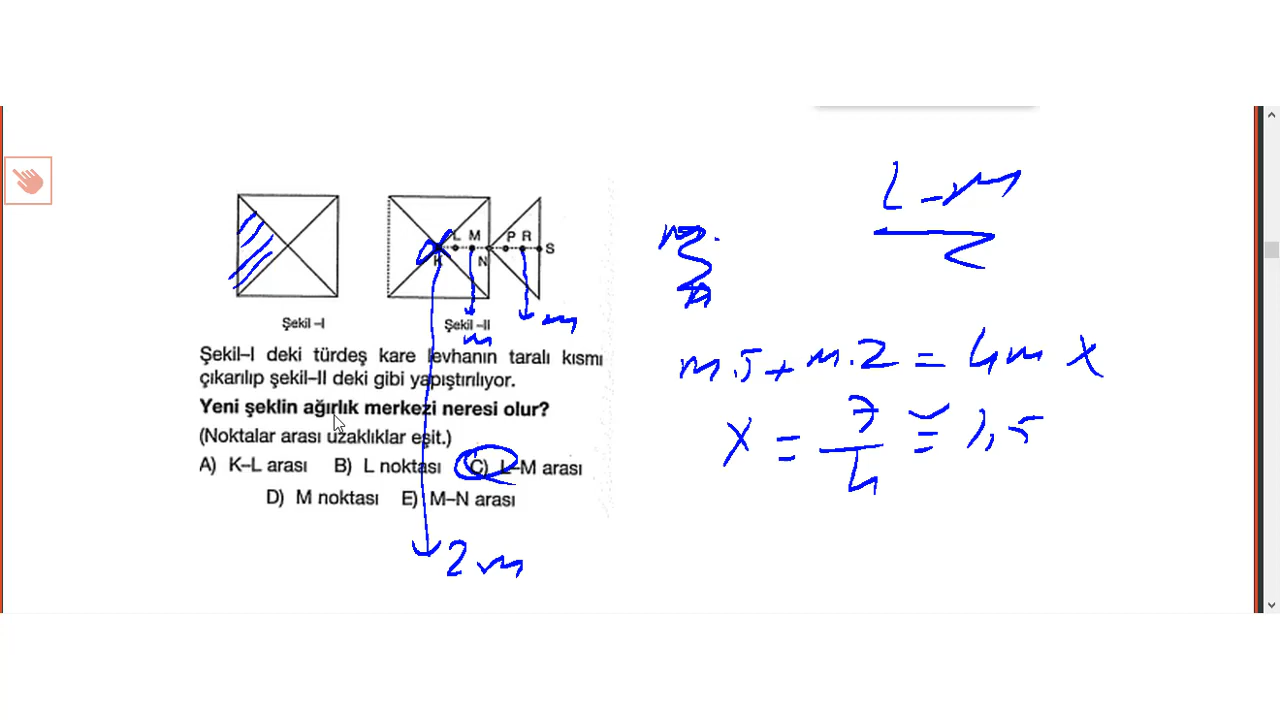 L M
P R
S
K
N
Şekil –I
Şekil –II
m
m
Şekil–I deki türdeş kare levhanın taralı kısmı
çıkarılıp şekil–II deki gibi yapıştırılıyor.
Yeni şeklin ağırlık merkezi neresi olur?
(Noktalar arası uzaklıklar eşit.)
A) K–L arası B) L noktası C) L–M arası
D) M noktası E) M–N arası
2m
L-m
m.5+m.2=4m x
x = 7/4 ≅ 1,5